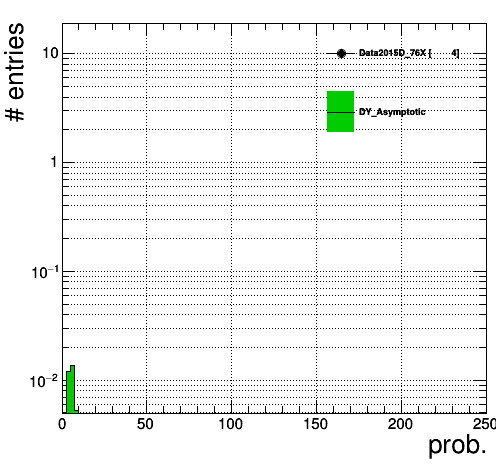 # entries
10
Data2015D_76X [ 4]
DY_Asymptotic
1
10⁻¹
10⁻²
0 50 100 150 200 250
prob.